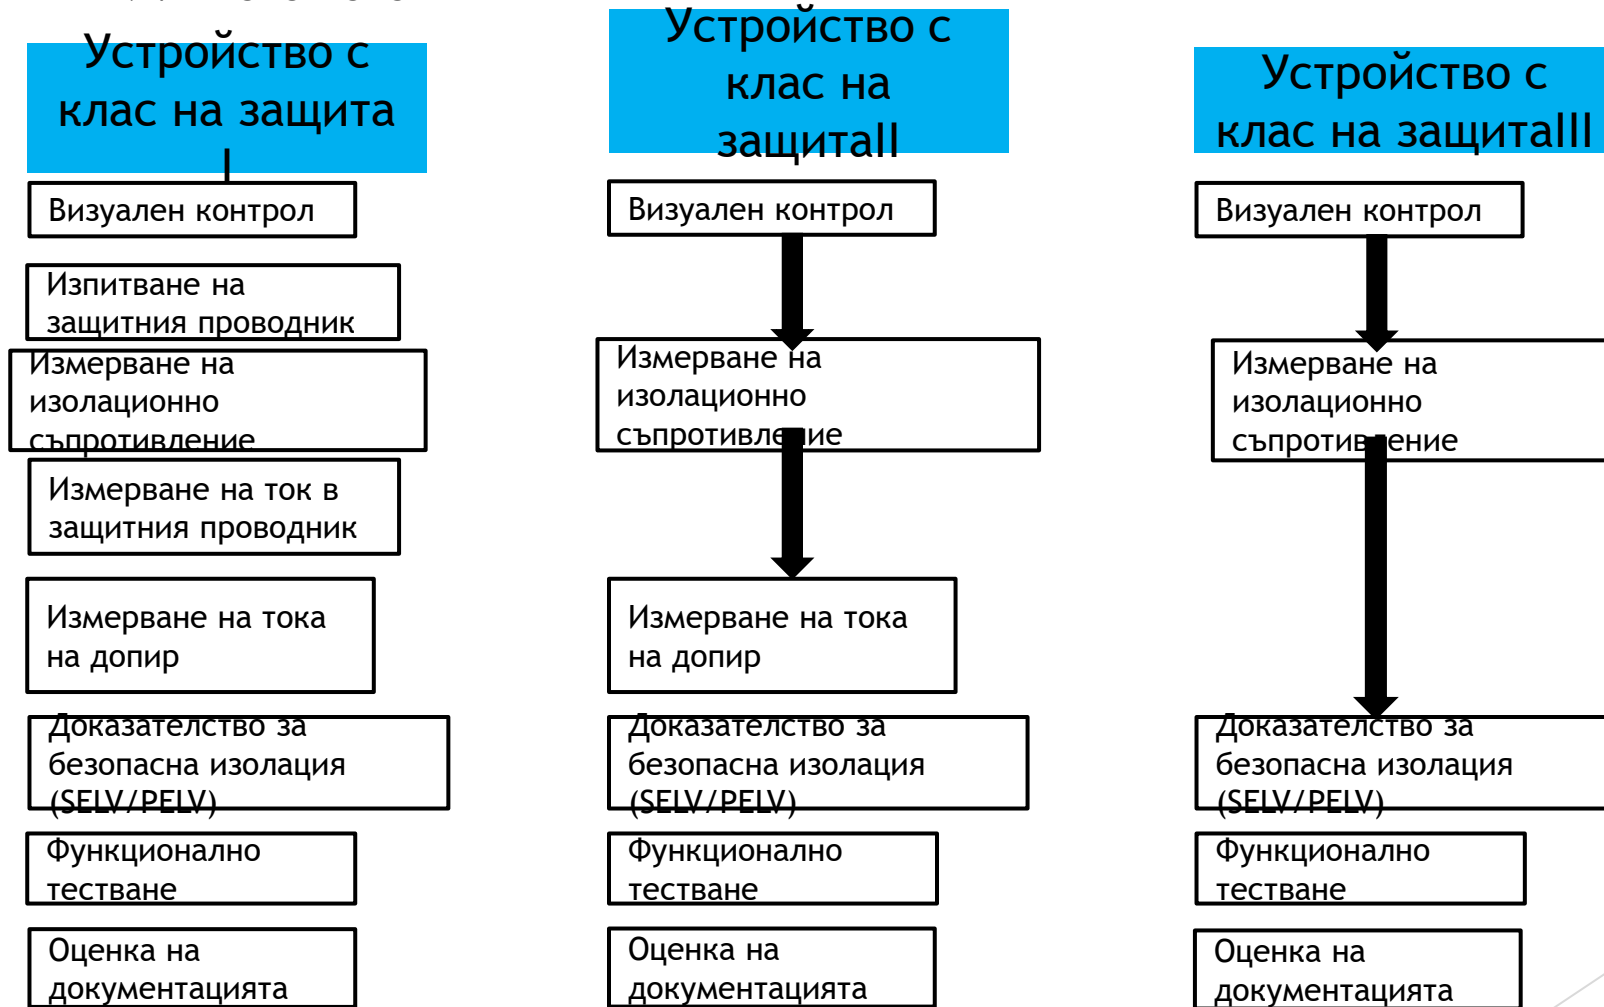 Устройство с
клас на защита
I
Визуален контрол
Изпитване на
защитния проводник
Измерване на
изолационно
съпротивление
Измерване на ток в
защитния проводник
Измерване на тока
на допир
Доказателство за
безопасна изолация
(SELV/PELV)
Функционално
тестване
Оценка на
документацията
Устройство с
клас на
защитаII
Визуален контрол
Измерване на
изолационно
съпротивление
Измерване на тока
на допир
Доказателство за
безопасна изолация
(SELV/PELV)
Функционално
тестване
Оценка на
документацията
Устройство с
клас на защитаIII
Визуален контрол
Измерване на
изолационно
съпротивление
Доказателство за
безопасна изолация
(SELV/PELV)
Функционално
тестване
Оценка на
документацията